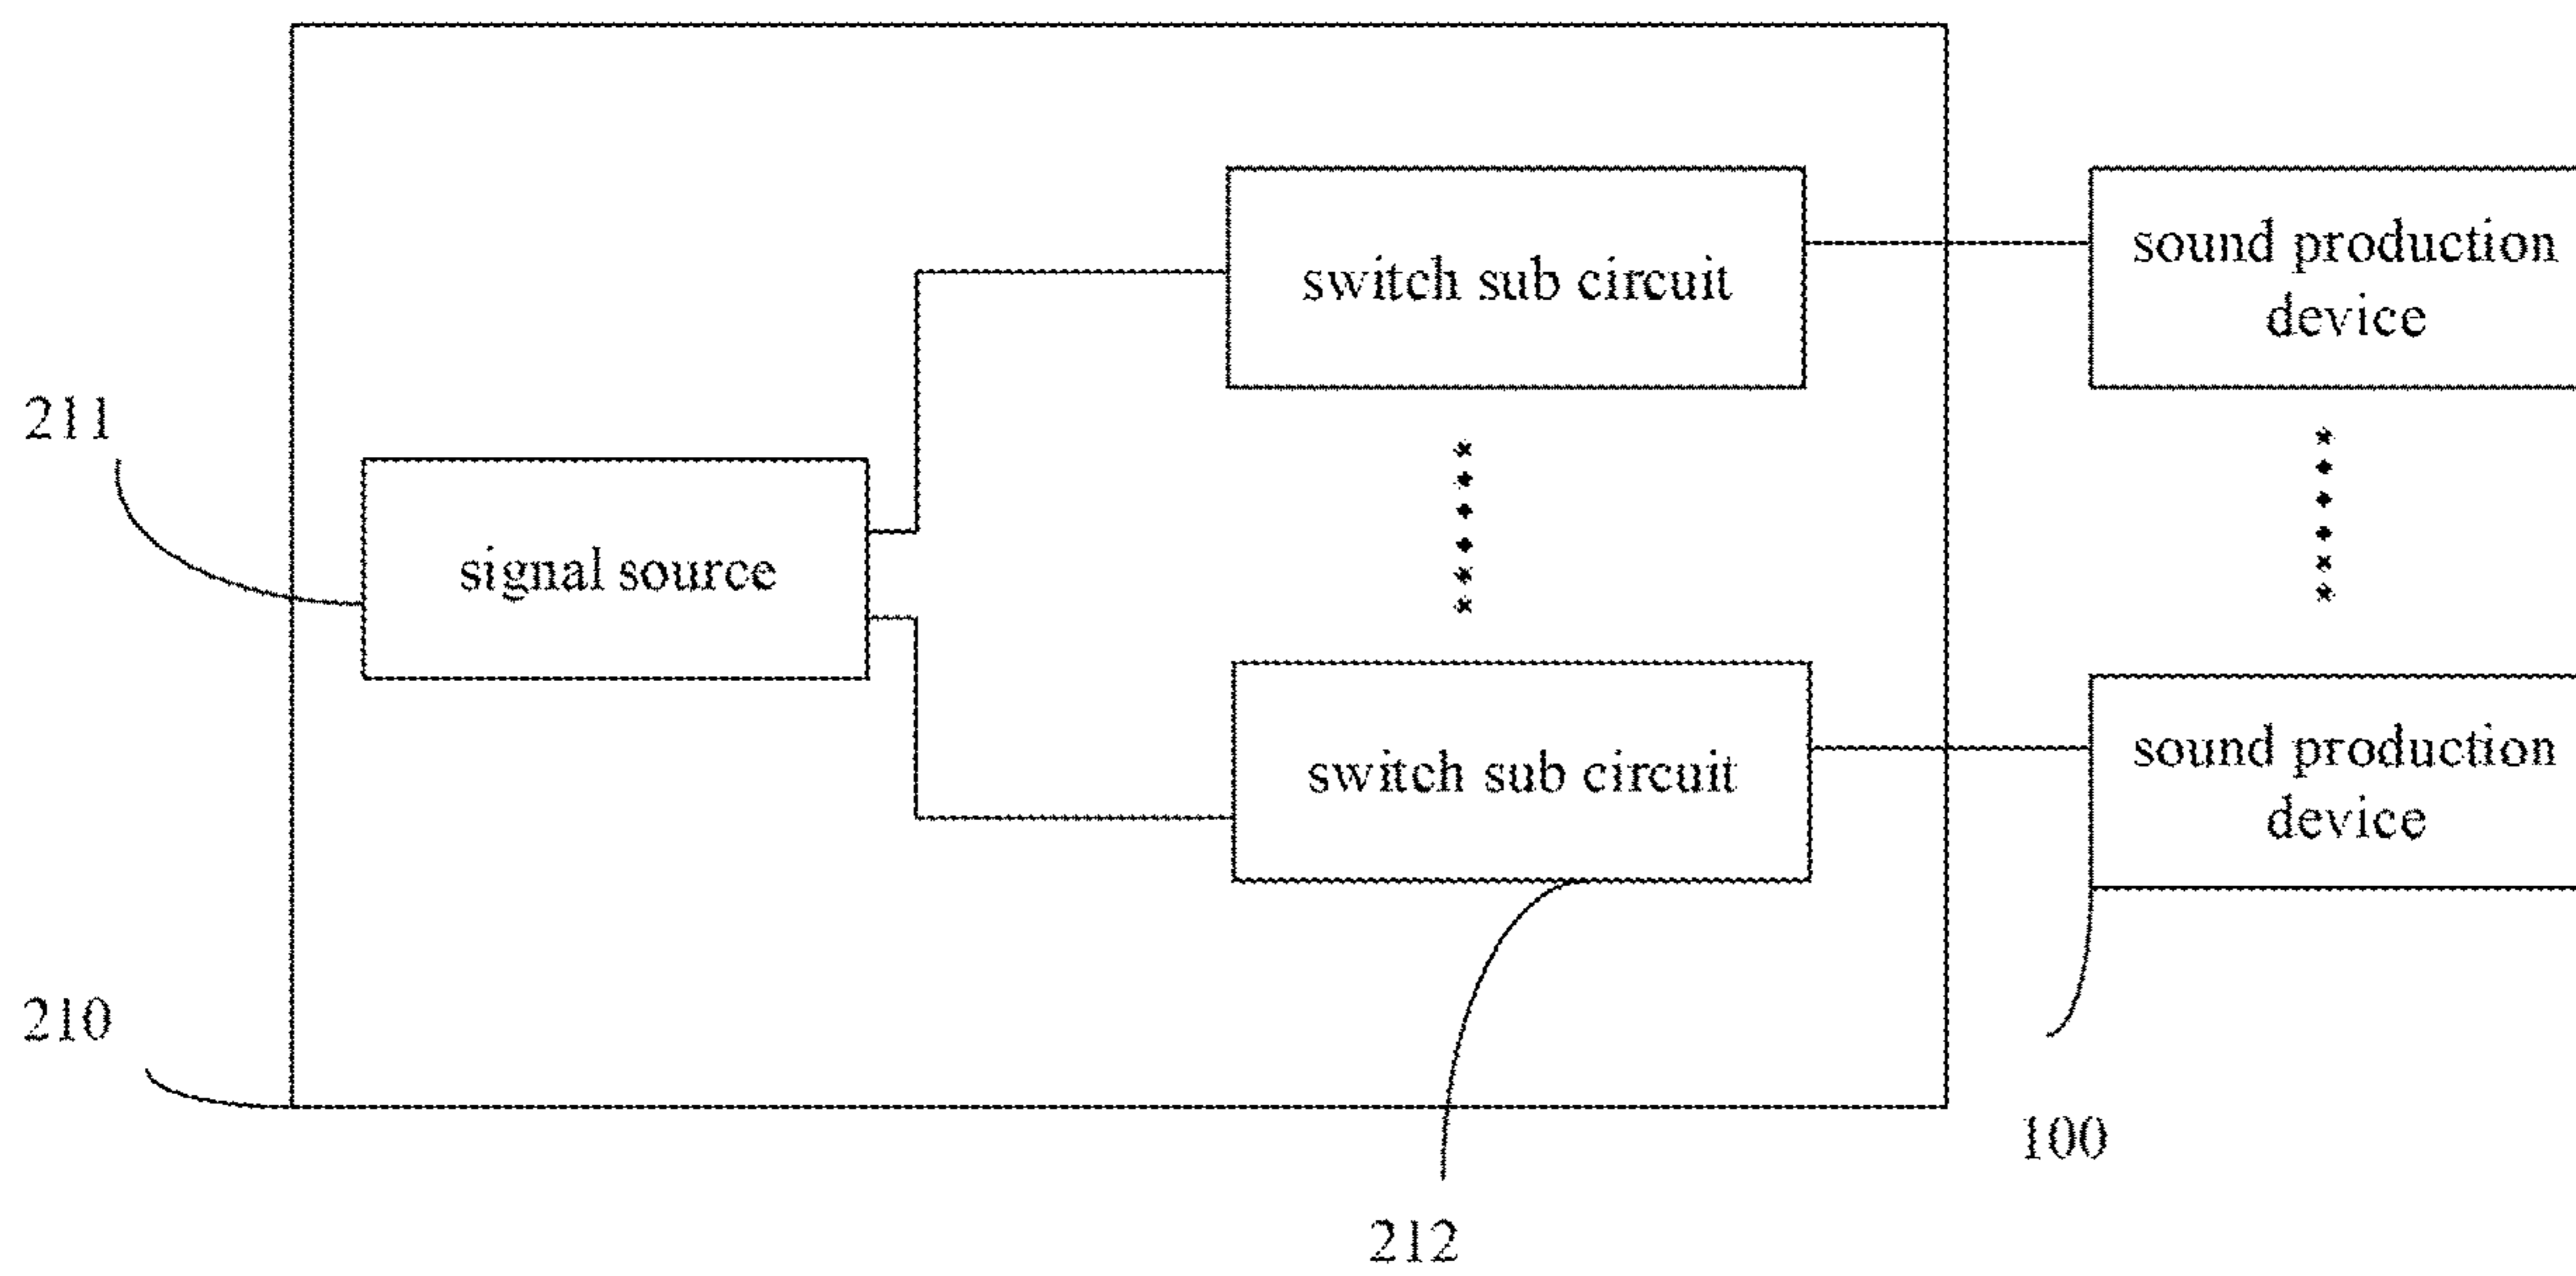 switch sub circuit
sound production
device
211
signal source
switch sub circuit
sound production
device
210
100
212